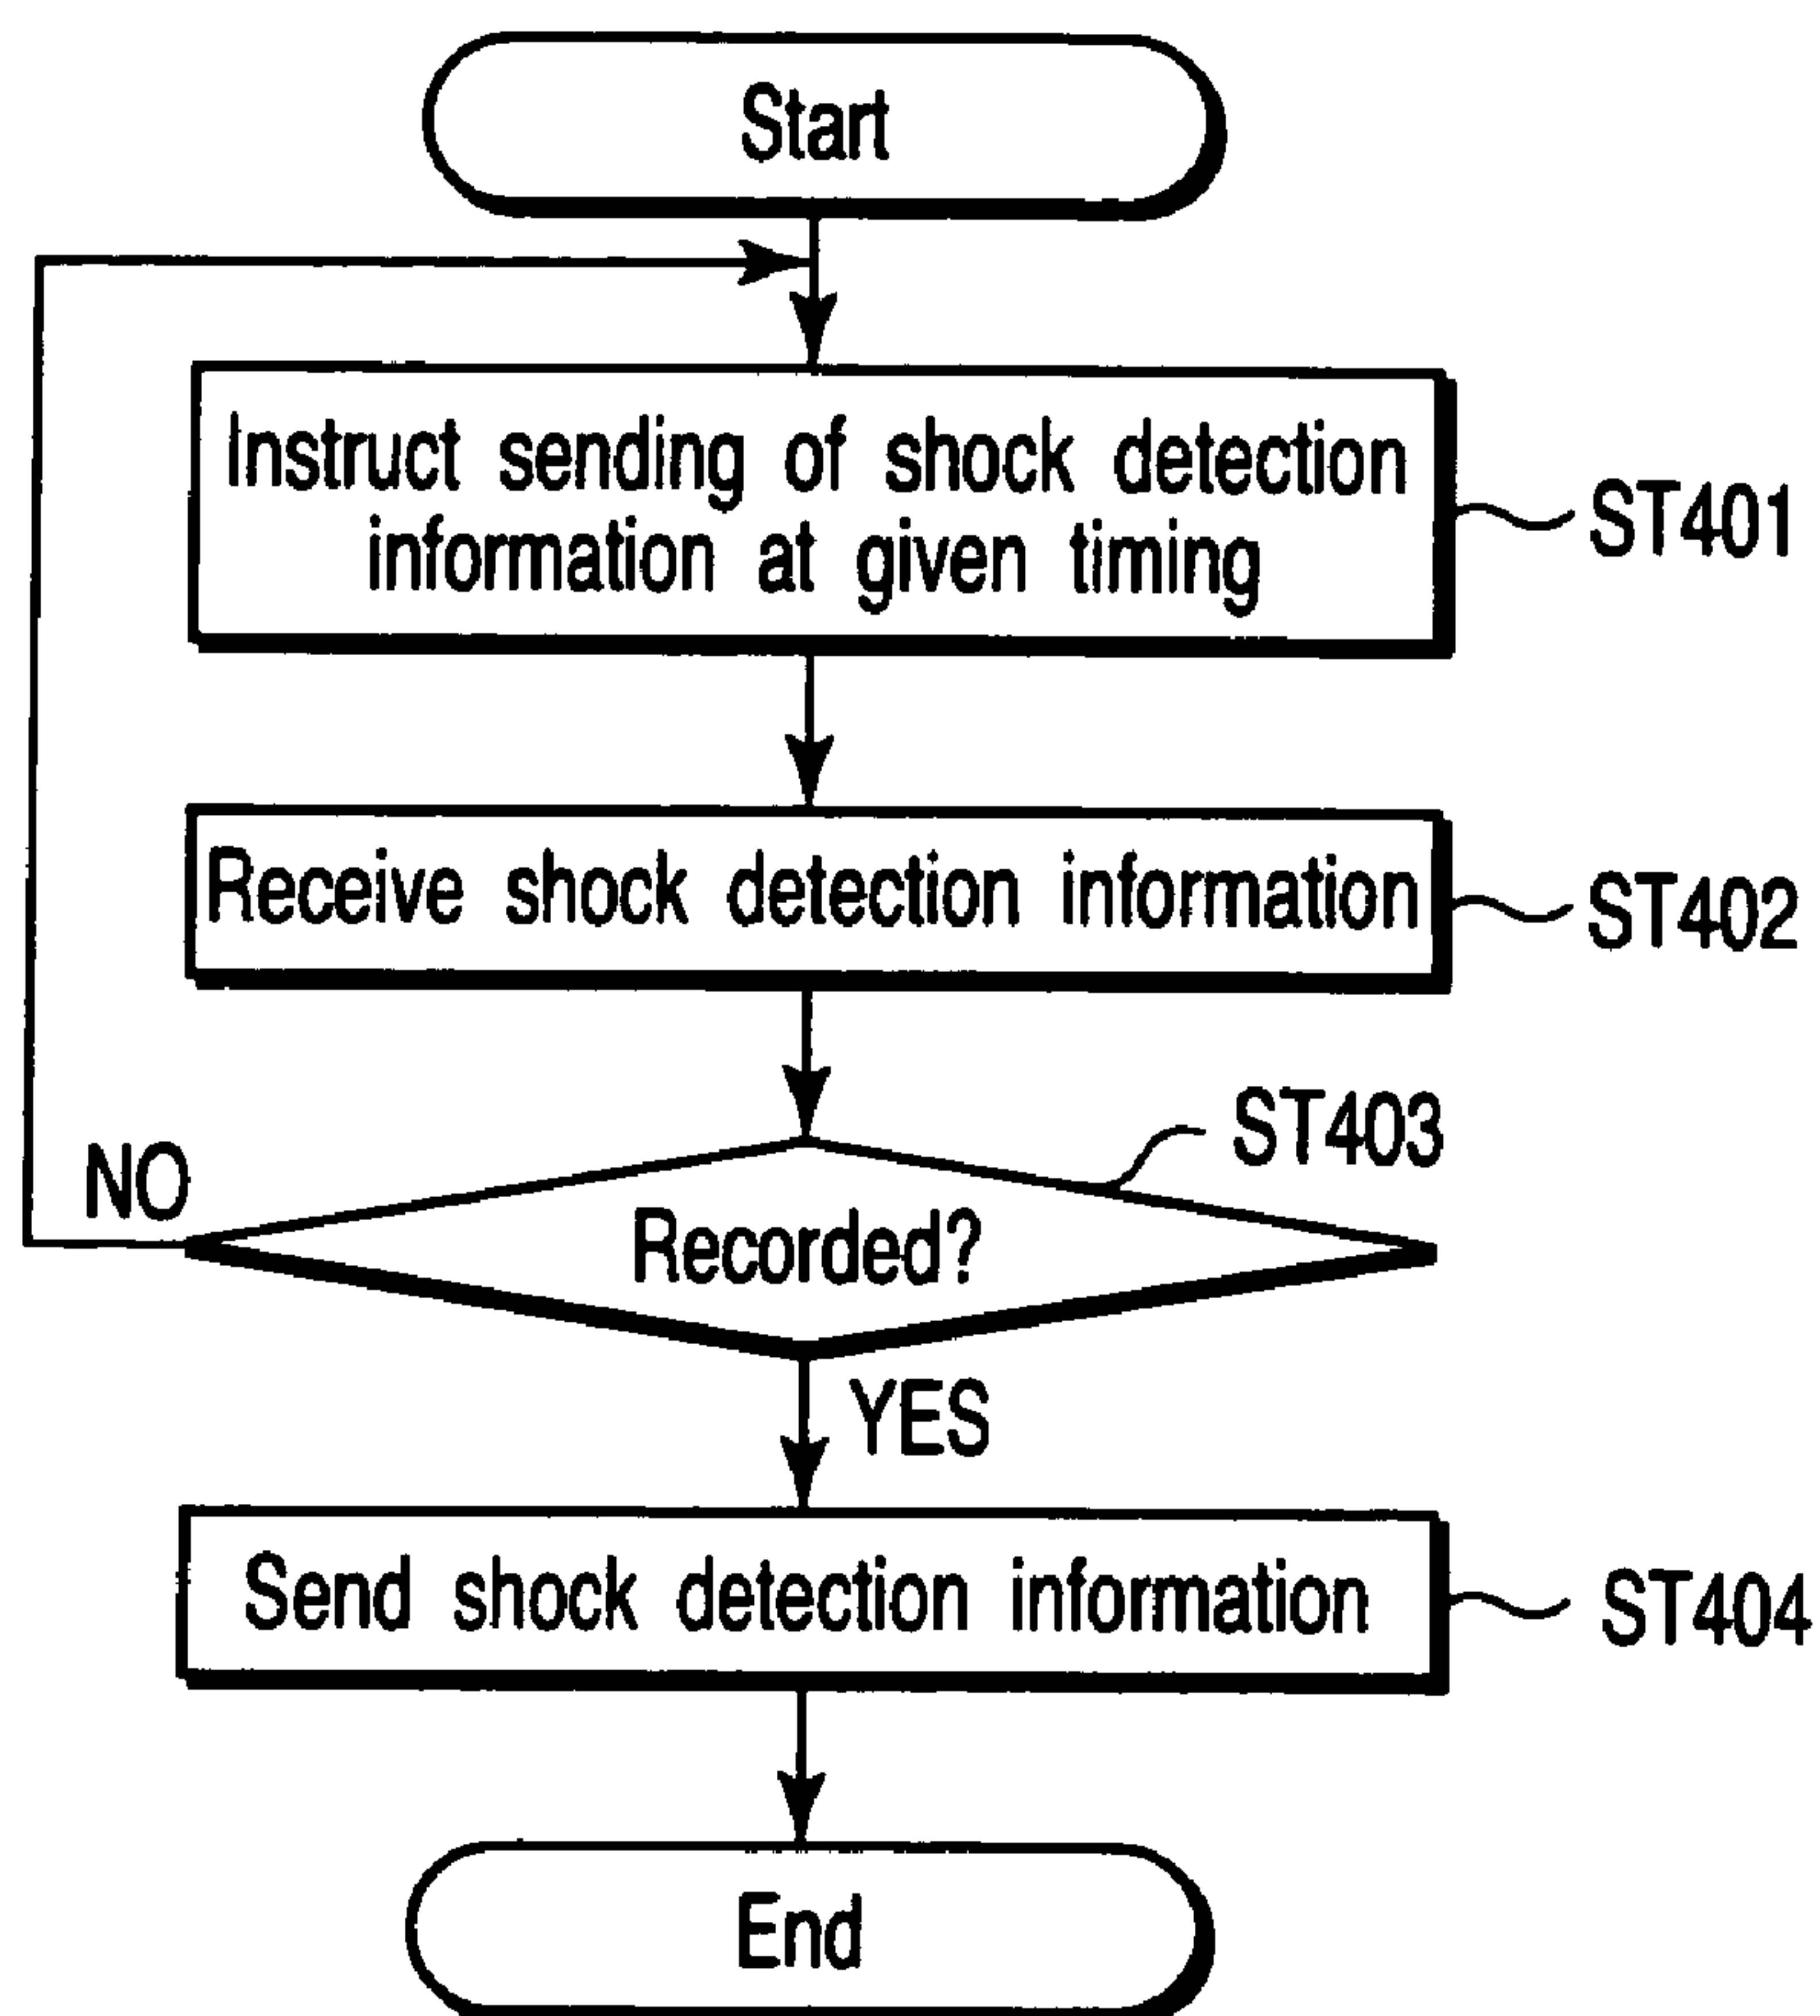 Start
Instruct sending of shock detection
information at given timing
ST401
Receive shock detection information
ST402
ST403
NO
Recorded?
YES
Send shock detection information
ST404
End